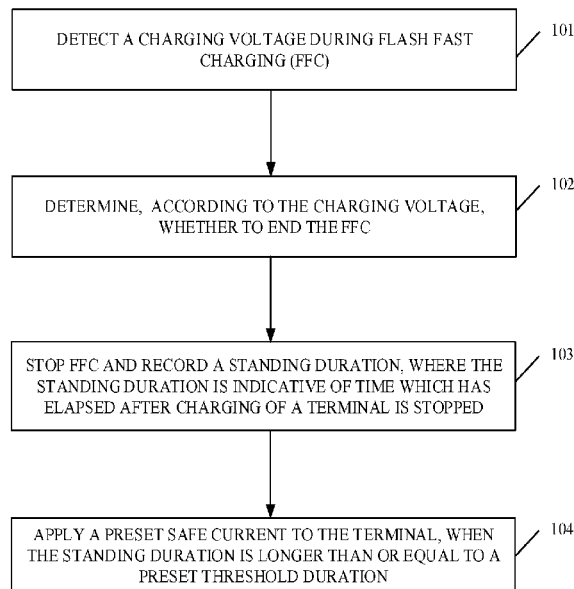 DETECT A CHARGING VOLTAGE DURING FLASH FAST
CHARGING (FFC)
101
DETERMINE, ACCORDING TO THE CHARGING VOLTAGE,
WHETHER TO END THE FFC
102
STOP FFC AND RECORD A STANDING DURATION, WHERE THE
STANDING DURATION IS INDICATIVE OF TIME WHICH HAS
ELAPSED AFTER CHARGING OF A TERMINAL IS STOPPED
103
APPLY A PRESET SAFE CURRENT TO THE TERMINAL, WHEN
THE STANDING DURATION IS LONGER THAN OR EQUAL TO A
PRESET THRESHOLD DURATION
104